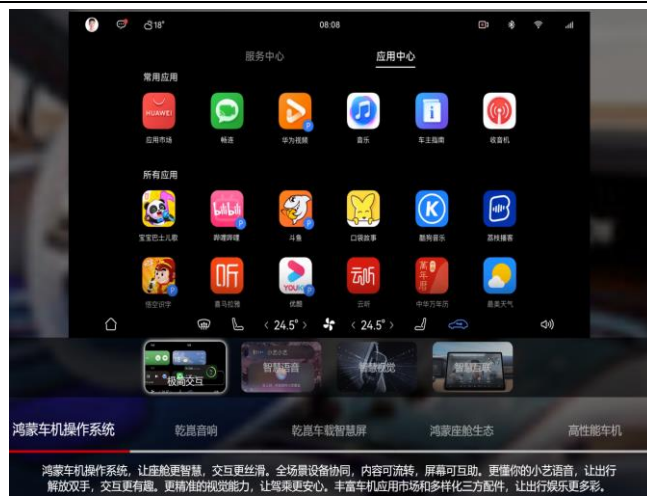 18°
08:08
服务中心
应用中心
常用应用
HUAWEI
应用市场
畅连
华为视频
音乐
车主指南
收音机
所有应用
bilibili
K
宝宝巴士儿歌
哔哩哔哩
斗鱼
口袋故事
酷狗音乐
荔枝播客
听
YOUKU
云听
万年历
悟空识字
喜马拉雅
优酷
云听
中华万年历
最美天气
24.5°
24.5°
极简交互
智慧语音
智慧视觉
智慧互联
鸿蒙车机操作系统
乾崑音响
乾崑车载智慧屏
鸿蒙座舱生态
高性能车机
鸿蒙车机操作系统，让座舱更智慧，交互更丝滑。全场景设备协同，内容可流转，屏幕可互助。更懂你的小艺语音，让出行
解放双手，交互更有趣。更精准的视觉能力，让驾乘更安心。丰富车机应用市场和多样化三方配件，让出行娱乐更多彩。